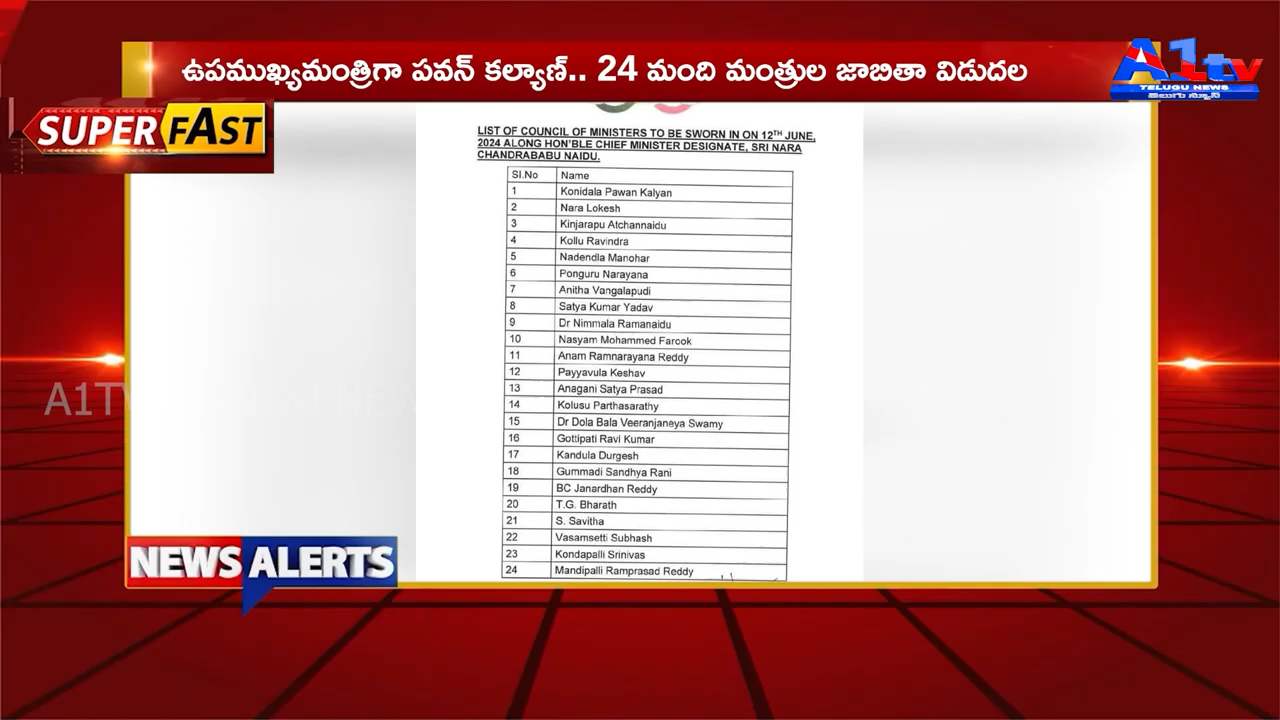 ఉపముఖ్యమంత్రిగా పవన్ కల్యాణ్.. 24 మంది మంత్రుల జాబితా విడుదల
A1tv
TELUGU NEWS
తెలుగు న్యూస్
SUPER FAST
LIST OF COUNCIL OF MINISTERS TO BE SWORN IN ON 12TH JUNE,
2024 ALONG HON'BLE CHIEF MINISTER DESIGNATE, SRI NARA
CHANDRABABU NAIDU.
SI.No Name
1 Konidala Pawan Kalyan
2 Nara Lokesh
3 Kinjarapu Atchannaidu
4 Kollu Ravindra
5 Nadendla Manohar
6 Ponguru Narayana
7 Anitha Vangalapudi
8 Satya Kumar Yadav
9 Dr Nimmala Ramanaidu
10 Nasyam Mohammed Farook
11 Anam Ramnarayana Reddy
12 Payyavula Keshav
13 Anagani Satya Prasad
14 Kolusu Parthasarathy
15 Dr Dola Bala Veeranjaneya Swamy
16 Gottipati Ravi Kumar
17 Kandula Durgesh
18 Gummadi Sandhya Rani
19 BC Janardhan Reddy
20 T.G. Bharath
21 S. Savitha
22 Vasamsetti Subhash
23 Kondapalli Srinivas
24 Mandipalli Ramprasad Reddy
A1TV
NEWS ALERTS